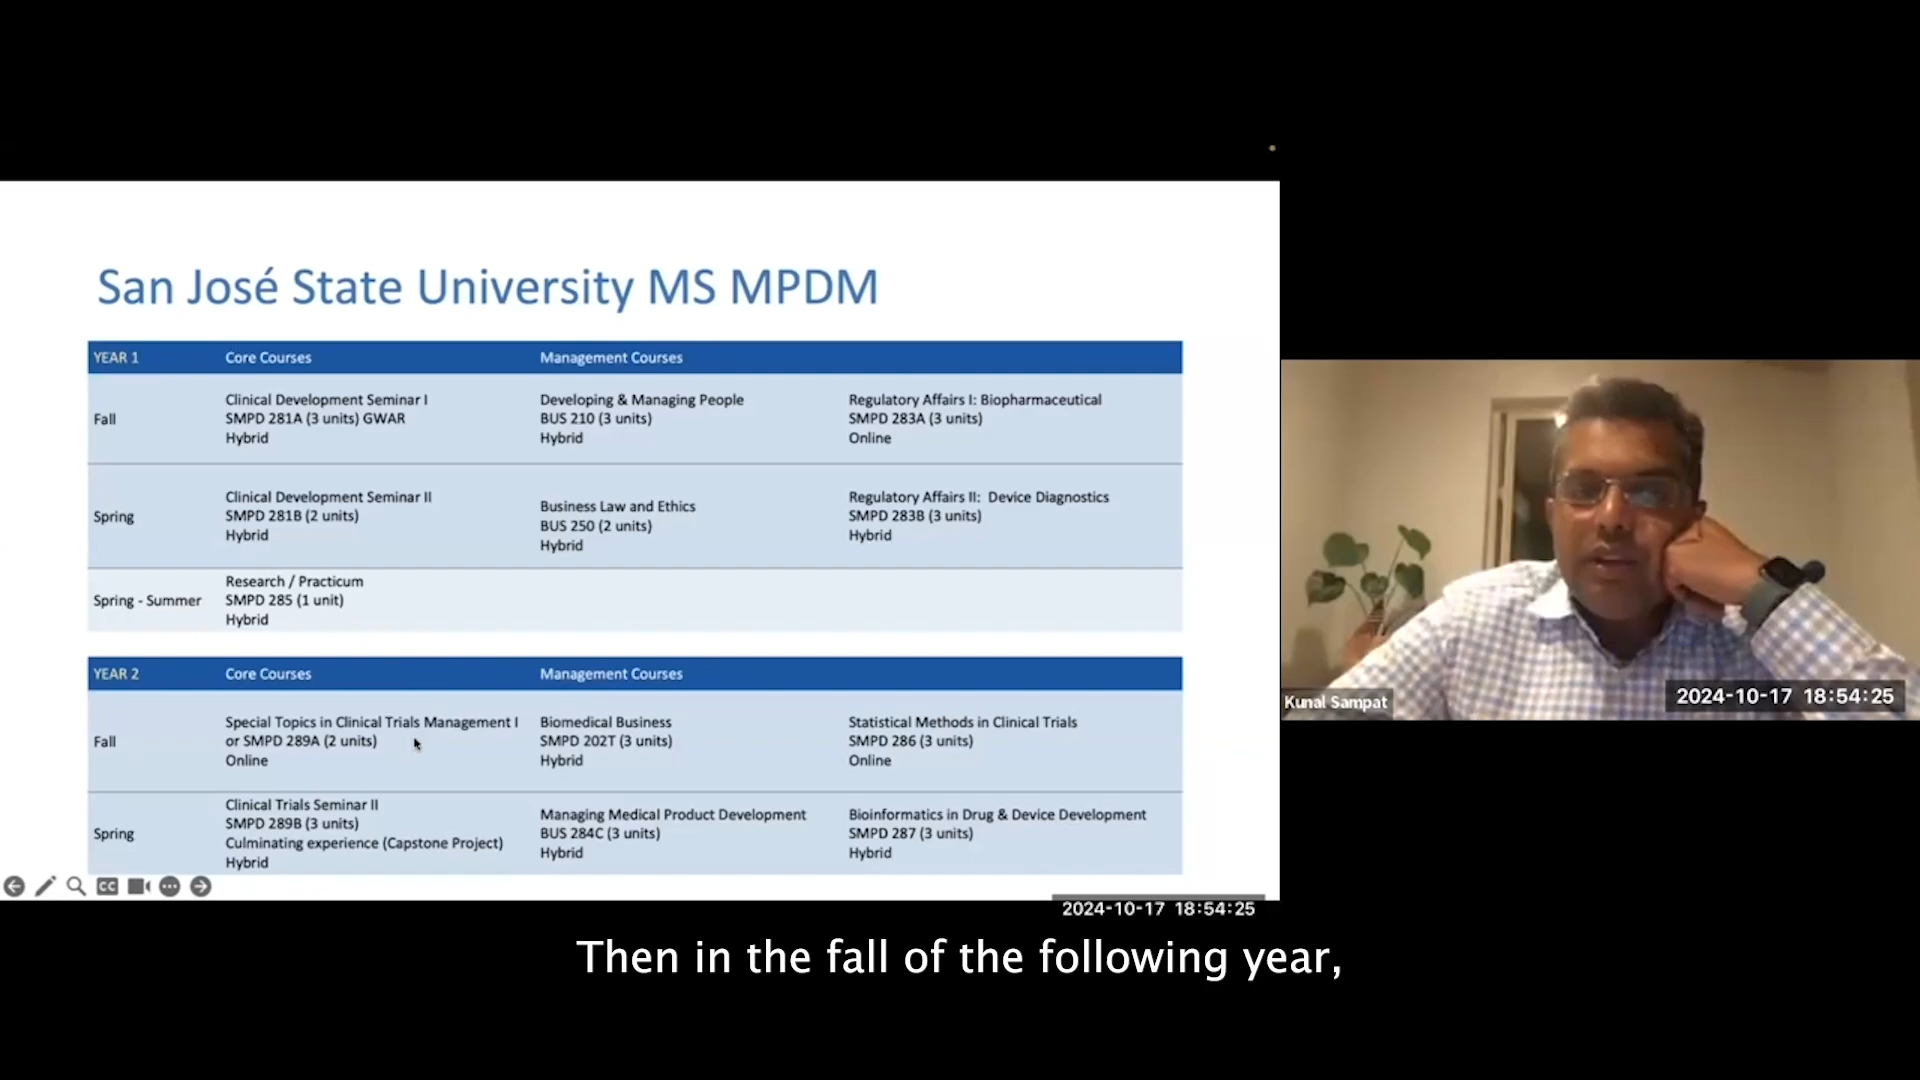 San José State University MS MPDM
YEAR 1 Core Courses Management Courses
Fall
Clinical Development Seminar I
SMPD 281A (3 units) GWAR
Hybrid
Developing & Managing People
BUS 210 (3 units)
Hybrid
Regulatory Affairs I: Biopharmaceutical
SMPD 283A (3 units)
Online
Spring
Clinical Development Seminar II
SMPD 281B (2 units)
Hybrid
Business Law and Ethics
BUS 250 (2 units)
Hybrid
Regulatory Affairs II: Device Diagnostics
SMPD 283B (3 units)
Hybrid
Spring - Summer
Research / Practicum
SMPD 285 (1 unit)
Hybrid
YEAR 2 Core Courses Management Courses
Fall
Special Topics in Clinical Trials Management I
or SMPD 289A (2 units)
Online
Biomedical Business
SMPD 202T (3 units)
Hybrid
Statistical Methods in Clinical Trials
SMPD 286 (3 units)
Online
Spring
Clinical Trials Seminar II
SMPD 289B (3 units)
Culminating experience (Capstone Project)
Hybrid
Managing Medical Product Development
BUS 284C (3 units)
Hybrid
Bioinformatics in Drug & Device Development
SMPD 287 (3 units)
Hybrid
CC
2024-10-17 18:54:25
Kunal Sampat
2024-10-17 18:54:25
Then in the fall of the following year,